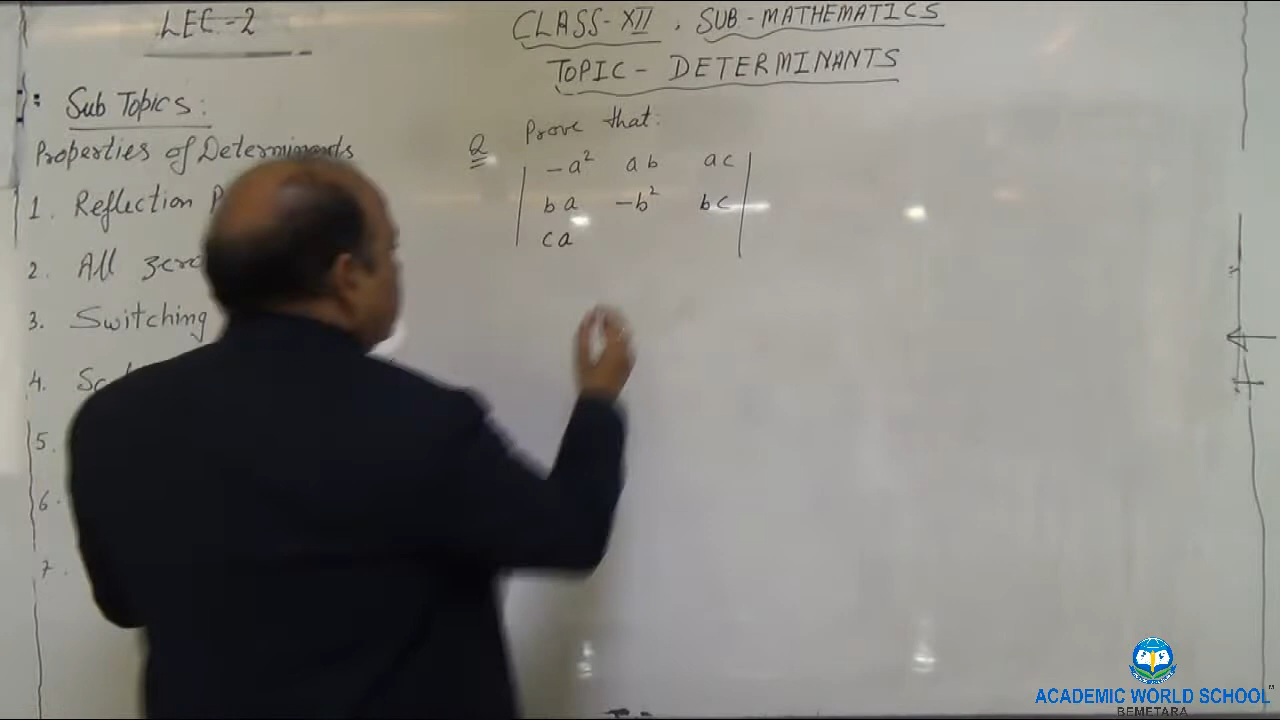 LEC-2
CLASS-XII, SUB-MATHEMATICS
TOPIC-DETERMINANTS
Sub Topics:
Properties of Determinants
1. Reflection
2. All zero
3. Switching
4.
5.
6.
7.
Q Prove that:
-a² ab ac
ba -b² bc
ca
ACADEMIC WORLD SCHOOL
BEMETARA